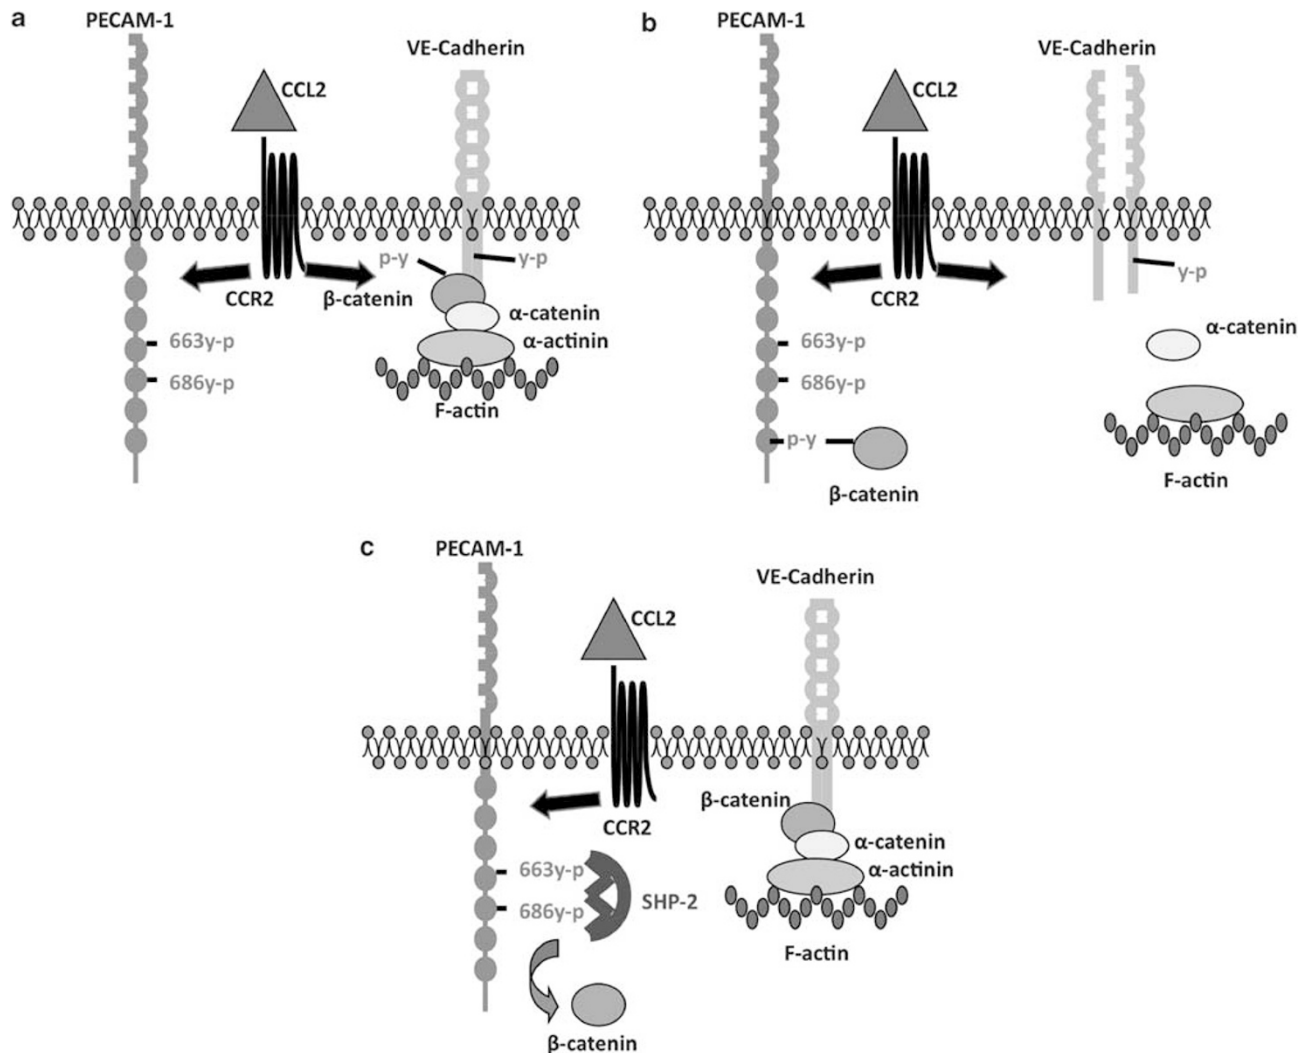 a
PECAM-1
CCL2
VE-Cadherin
p-y
y-p
CCR2
β-catenin
α-catenin
α-actinin
663y-p
686y-p
F-actin
b
PECAM-1
CCL2
VE-Cadherin
y-p
CCR2
α-catenin
663y-p
686y-p
p-y
β-catenin
F-actin
c
PECAM-1
CCL2
VE-Cadherin
β-catenin
CCR2
α-catenin
α-actinin
663y-p
686y-p
SHP-2
F-actin
β-catenin